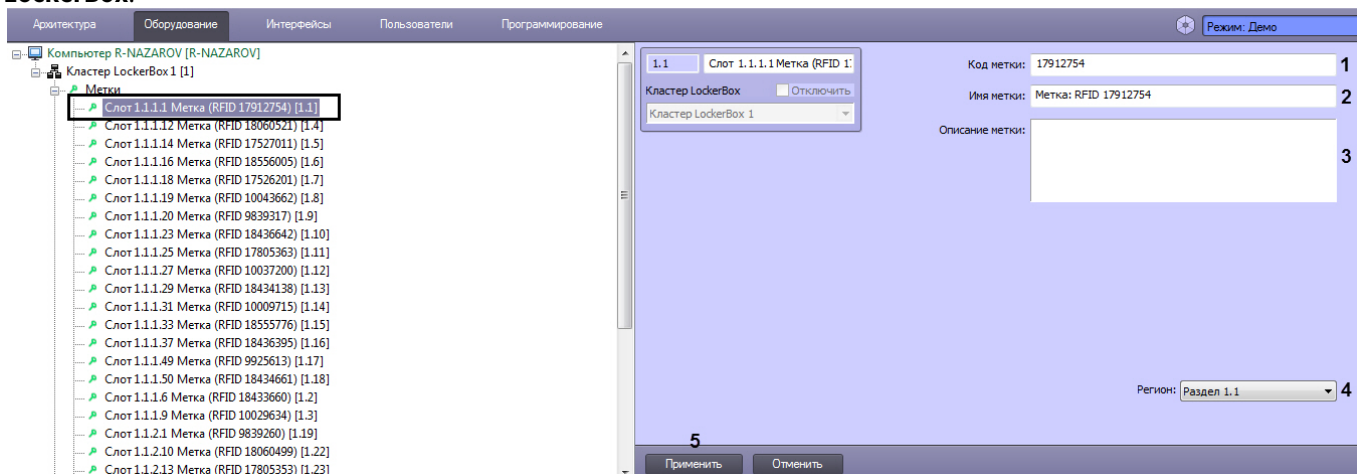 LockerBox.
Архитектура Оборудование Интерфейсы Пользователи Программирование Режим: Демо
Компьютер R-NAZAROV [R-NAZAROV]
Кластер LockerBox 1 [1]
Метки
Слот 1.1.1.1 Метка (RFID 17912754) [1.1]
Слот 1.1.1.12 Метка (RFID 18060521) [1.4]
Слот 1.1.1.14 Метка (RFID 17527011) [1.5]
Слот 1.1.1.16 Метка (RFID 18556005) [1.6]
Слот 1.1.1.18 Метка (RFID 17526201) [1.7]
Слот 1.1.1.19 Метка (RFID 10043662) [1.8]
Слот 1.1.1.20 Метка (RFID 9839317) [1.9]
Слот 1.1.1.23 Метка (RFID 18436642) [1.10]
Слот 1.1.1.25 Метка (RFID 17805363) [1.11]
Слот 1.1.1.27 Метка (RFID 10037200) [1.12]
Слот 1.1.1.29 Метка (RFID 18434138) [1.13]
Слот 1.1.1.31 Метка (RFID 10009715) [1.14]
Слот 1.1.1.33 Метка (RFID 18555776) [1.15]
Слот 1.1.1.37 Метка (RFID 18436395) [1.16]
Слот 1.1.1.49 Метка (RFID 9925613) [1.17]
Слот 1.1.1.50 Метка (RFID 18434661) [1.18]
Слот 1.1.1.6 Метка (RFID 18433660) [1.2]
Слот 1.1.1.9 Метка (RFID 10029634) [1.3]
Слот 1.1.2.1 Метка (RFID 9839260) [1.19]
Слот 1.1.2.10 Метка (RFID 18060499) [1.22]
Слот 1.1.2.13 Метка (RFID 17805353) [1.23]
1.1 Слот 1.1.1.1 Метка (RFID 1
Кластер LockerBox Отключить
Кластер LockerBox 1
Код метки: 17912754 1
Имя метки: Метка: RFID 17912754 2
Описание метки: 3
Регион: Раздел 1.1 4
5
Применить Отменить